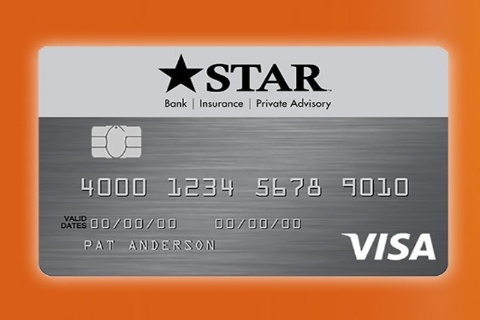 ★STAR™
Bank | Insurance | Private Advisory
4000 1234 5678 9010
VALID DATES 00/00/00 00/00/00
PAT ANDERSON
VISA